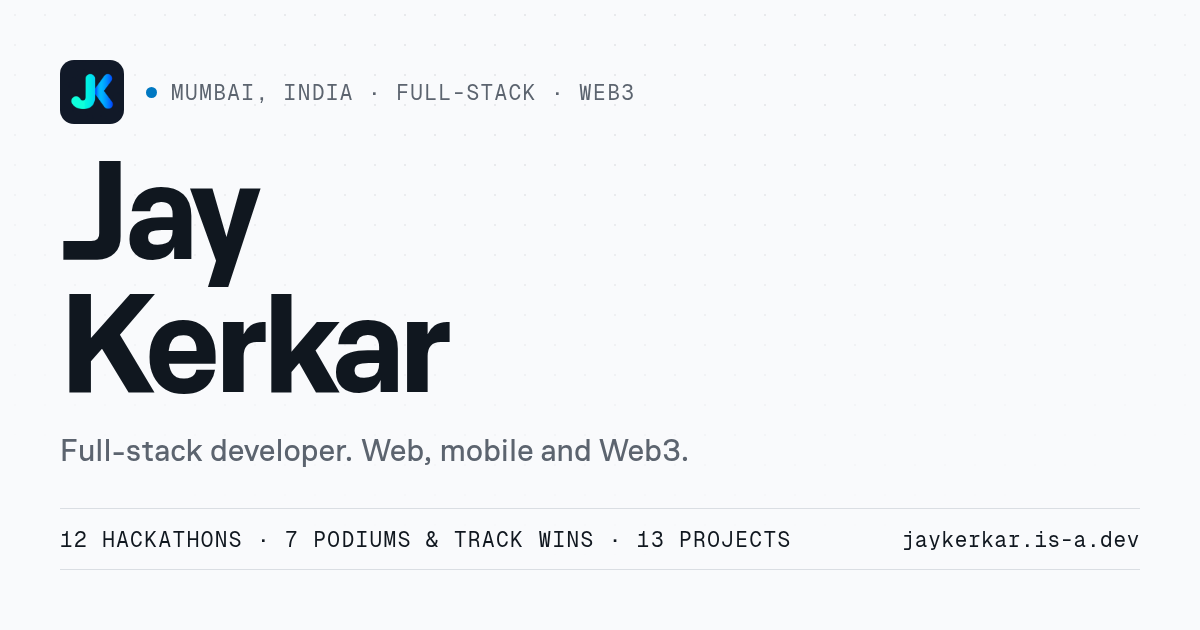 JK
MUMBAI, INDIA · FULL-STACK · WEB3
Jay
Kerkar
Full-stack developer. Web, mobile and Web3.
12 HACKATHONS · 7 PODIUMS & TRACK WINS · 13 PROJECTS
jaykerkar.is-a.dev